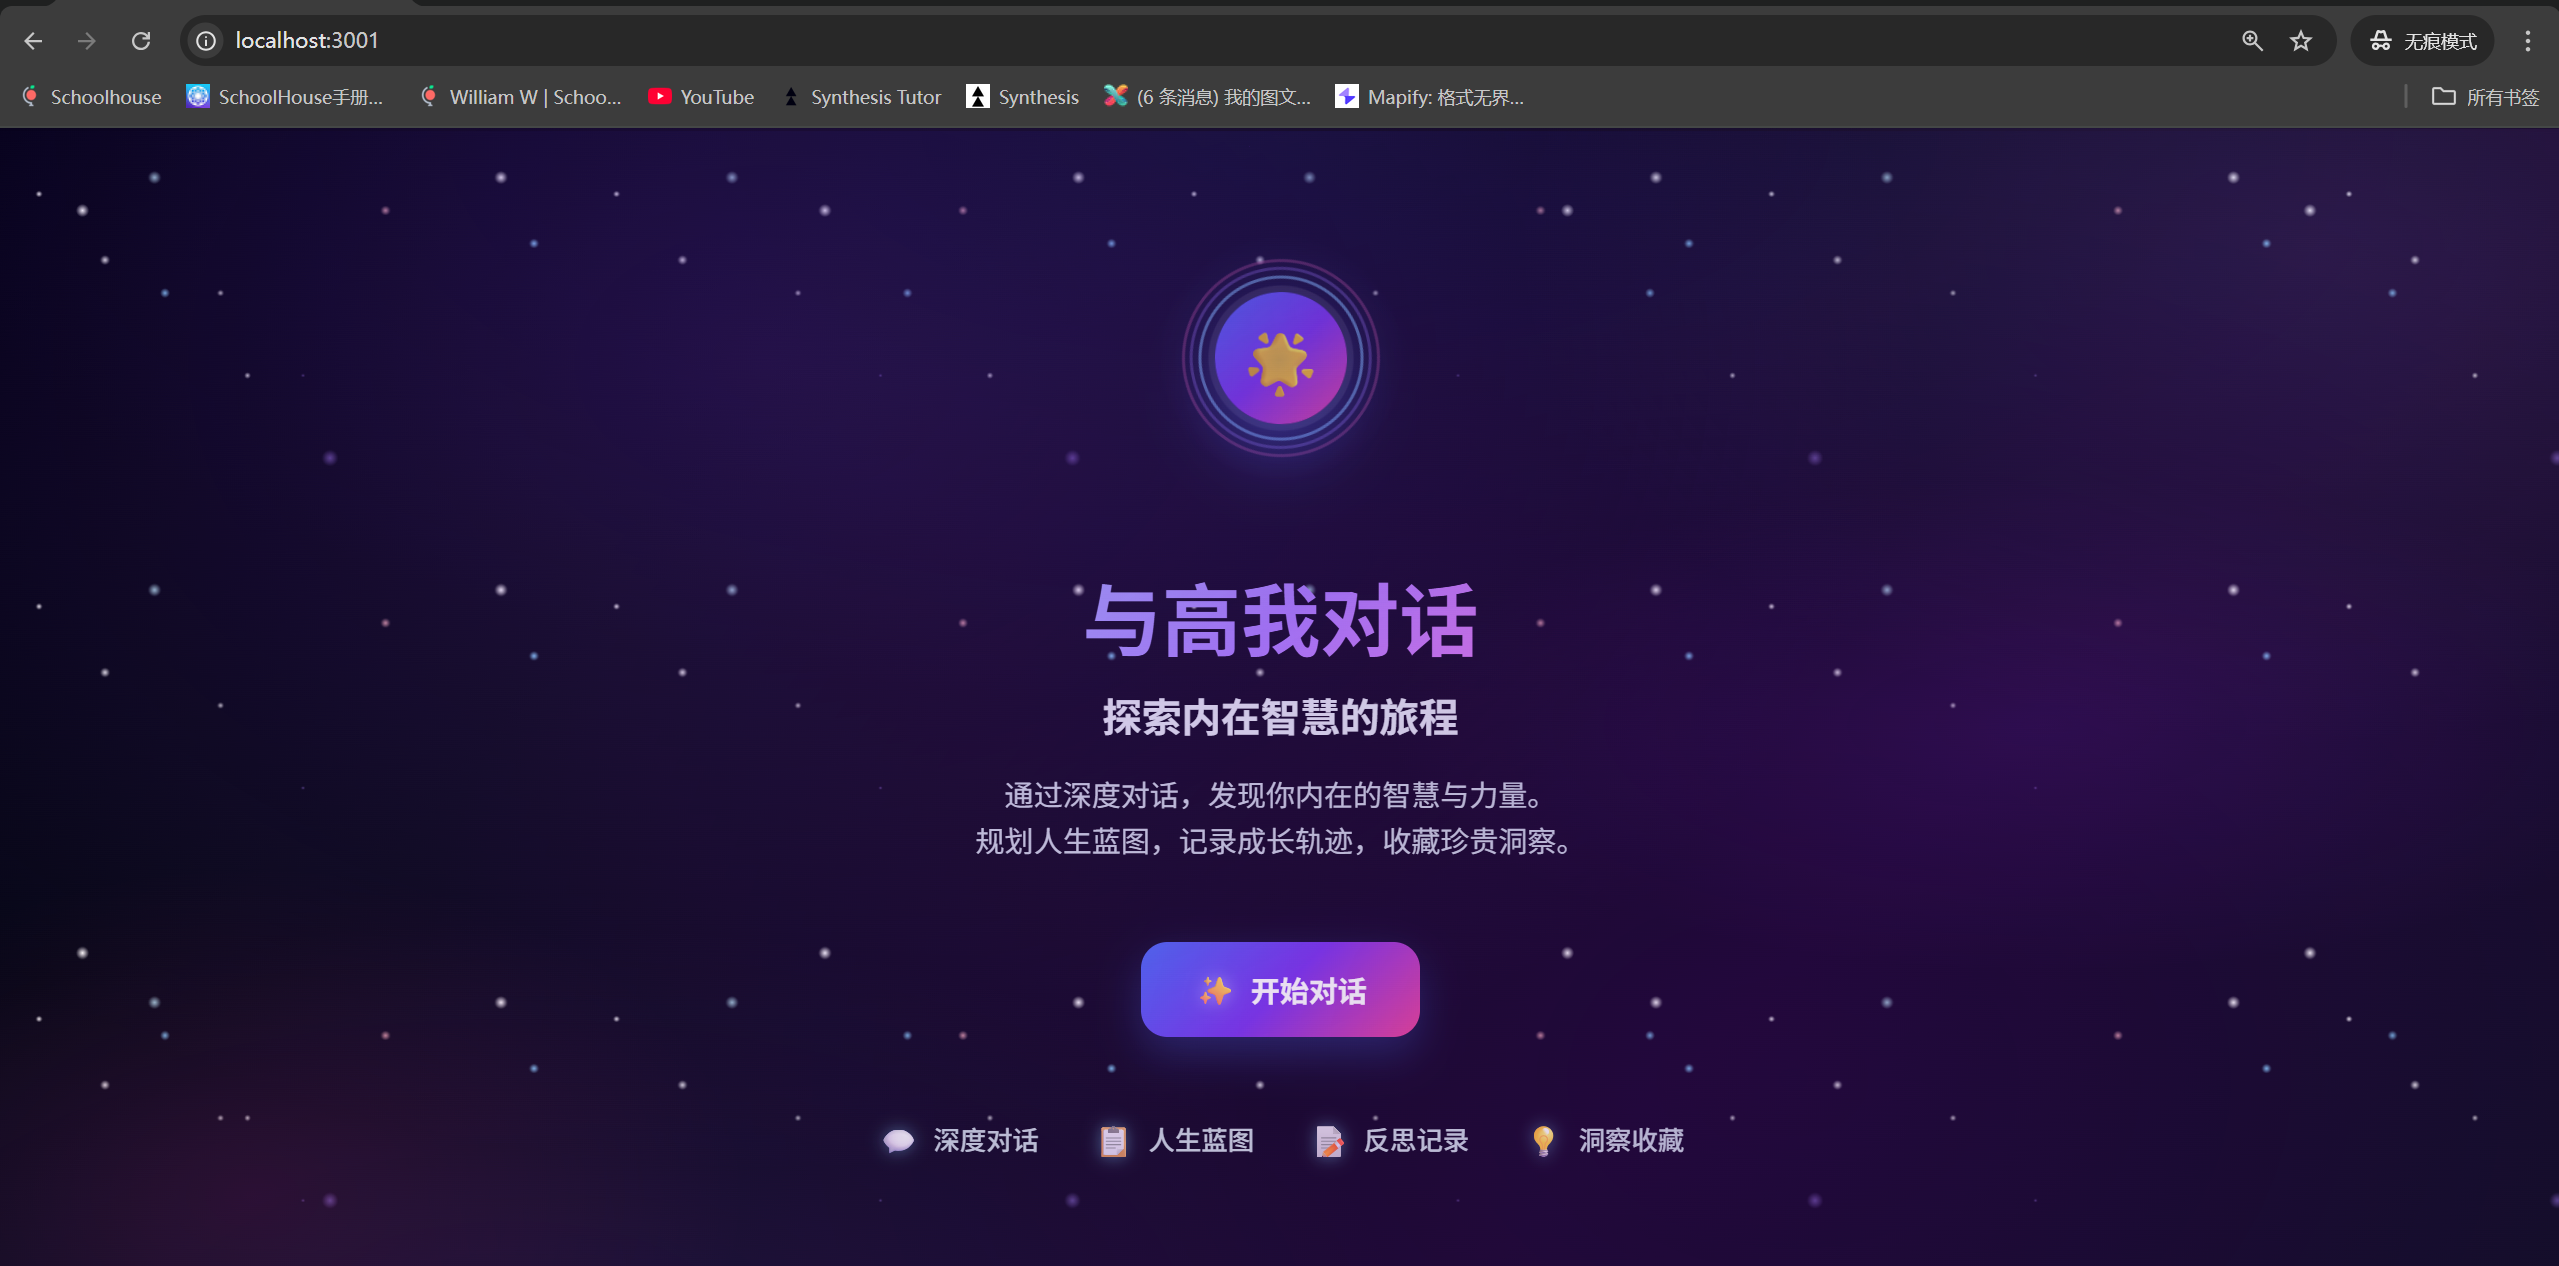 localhost:3001
无痕模式
Schoolhouse
SchoolHouse手册...
William W | Schoo...
YouTube
Synthesis Tutor
Synthesis
(6 条消息) 我的图文...
Mapify: 格式无界...
所有书签
与高我对话
探索内在智慧的旅程
通过深度对话，发现你内在的智慧与力量。
规划人生蓝图，记录成长轨迹，收藏珍贵洞察。
开始对话
深度对话
人生蓝图
反思记录
洞察收藏